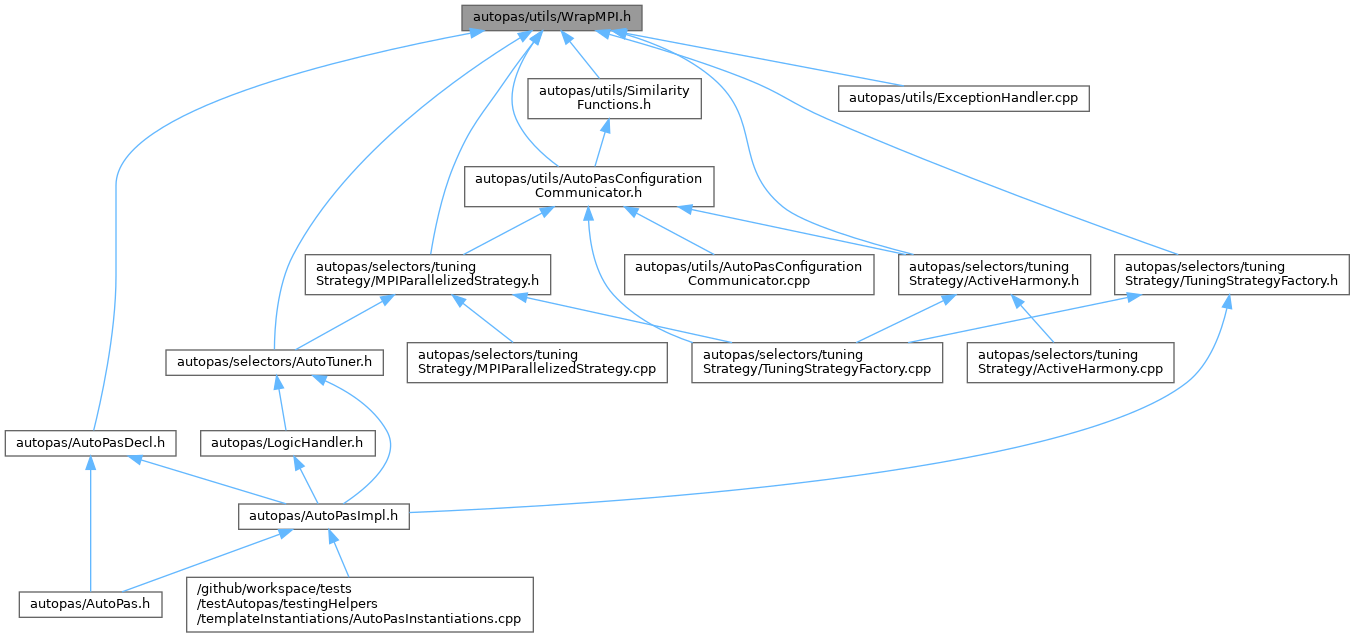 autopas/utils/WrapMPI.h
autopas/utils/Similarity
Functions.h
autopas/utils/ExceptionHandler.cpp
autopas/utils/AutoPasConfiguration
Communicator.h
autopas/selectors/tuning
Strategy/MPIParallelizedStrategy.h
autopas/utils/AutoPasConfiguration
Communicator.cpp
autopas/selectors/tuning
Strategy/ActiveHarmony.h
autopas/selectors/tuning
Strategy/TuningStrategyFactory.h
autopas/selectors/AutoTuner.h
autopas/selectors/tuning
Strategy/MPIParallelizedStrategy.cpp
autopas/selectors/tuning
Strategy/TuningStrategyFactory.cpp
autopas/selectors/tuning
Strategy/ActiveHarmony.cpp
autopas/AutoPasDecl.h
autopas/LogicHandler.h
autopas/AutoPasImpl.h
autopas/AutoPas.h
/github/workspace/tests
/testAutopas/testingHelpers
/templateInstantiations/AutoPasInstantiations.cpp